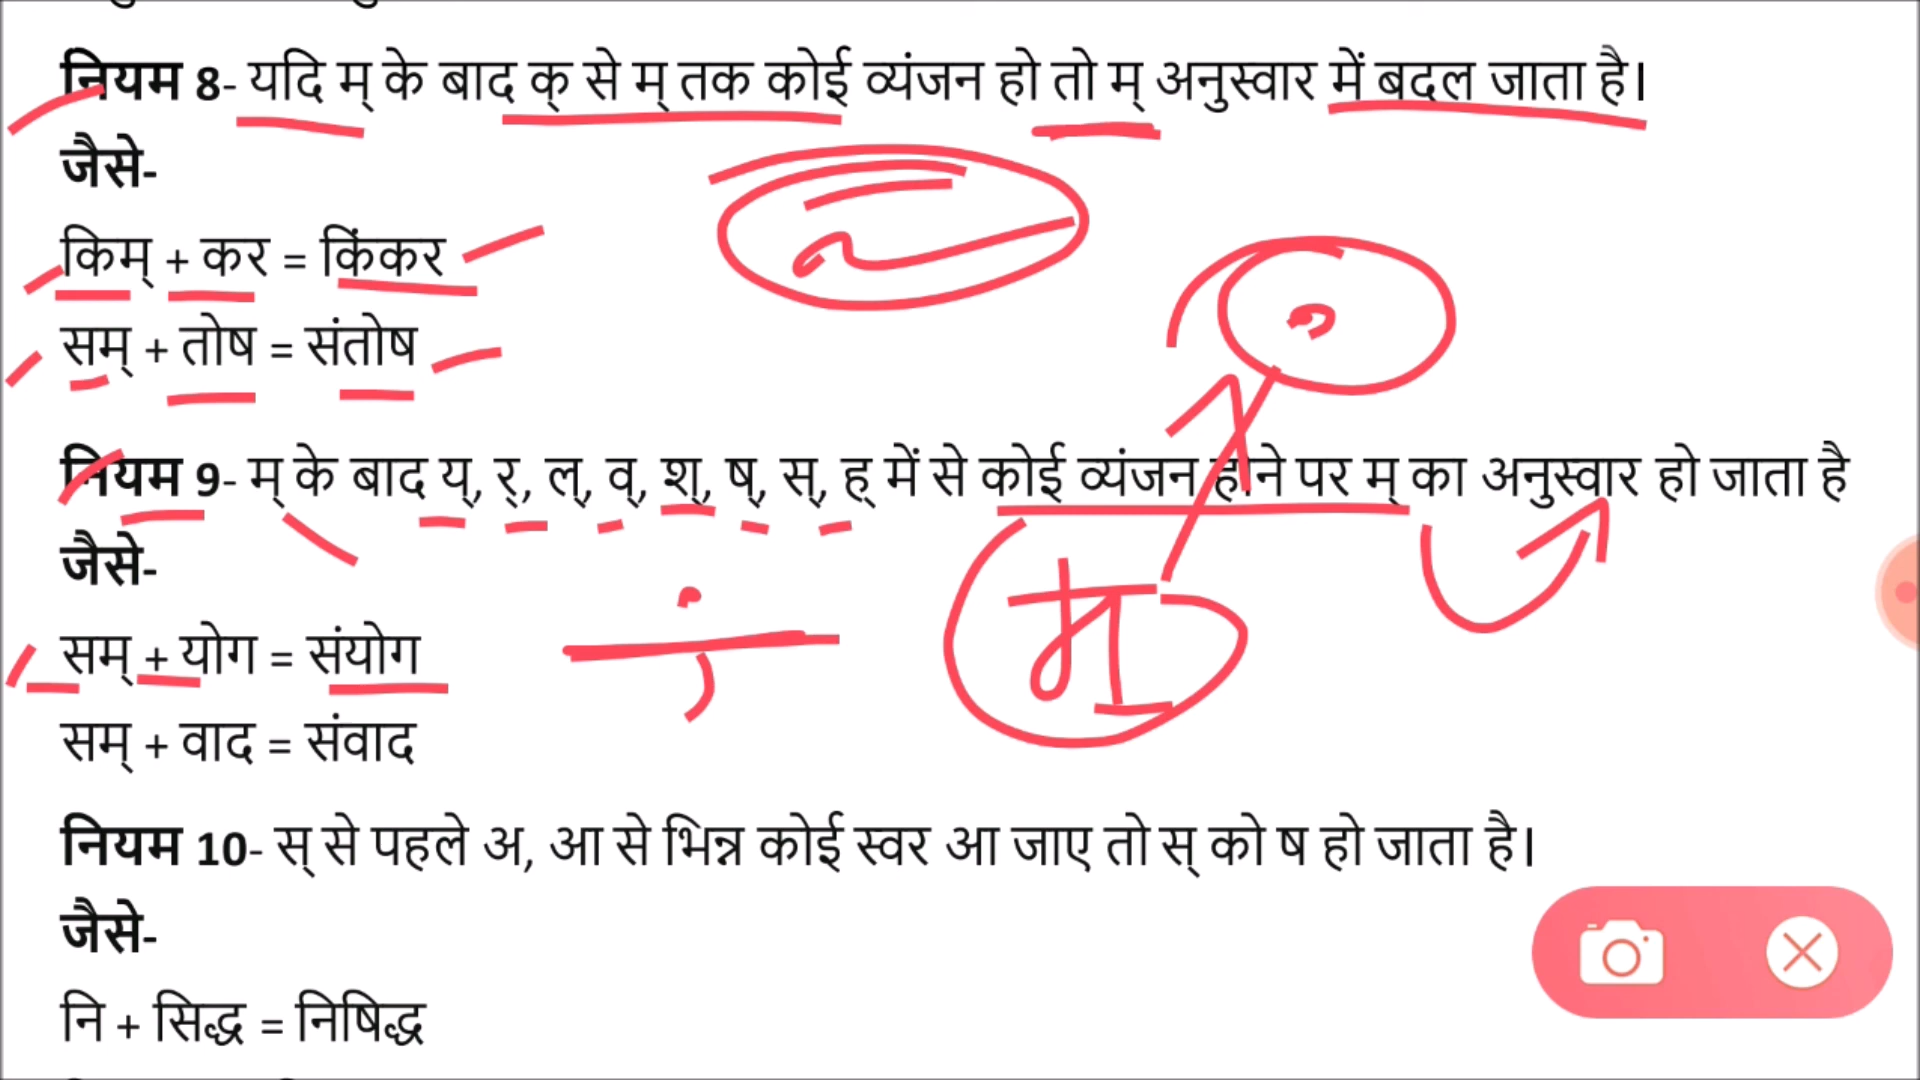 नियम 8- यदि म् के बाद क् से म् तक कोई व्यंजन हो तो म् अनुस्वार में बदल जाता है।
जैसे-
किम् + कर = किंकर
सम् + तोष = संतोष
नियम 9- म् के बाद य्, र्, ल्, व्, श्, ष्, स्, ह् में से कोई व्यंजन होने पर म् का अनुस्वार हो जाता है
जैसे-
सम् + योग = संयोग
म
सम् + वाद = संवाद
नियम 10- स् से पहले अ, आ से भिन्न कोई स्वर आ जाए तो स् को ष हो जाता है।
जैसे-
नि + सिद्ध = निषिद्ध